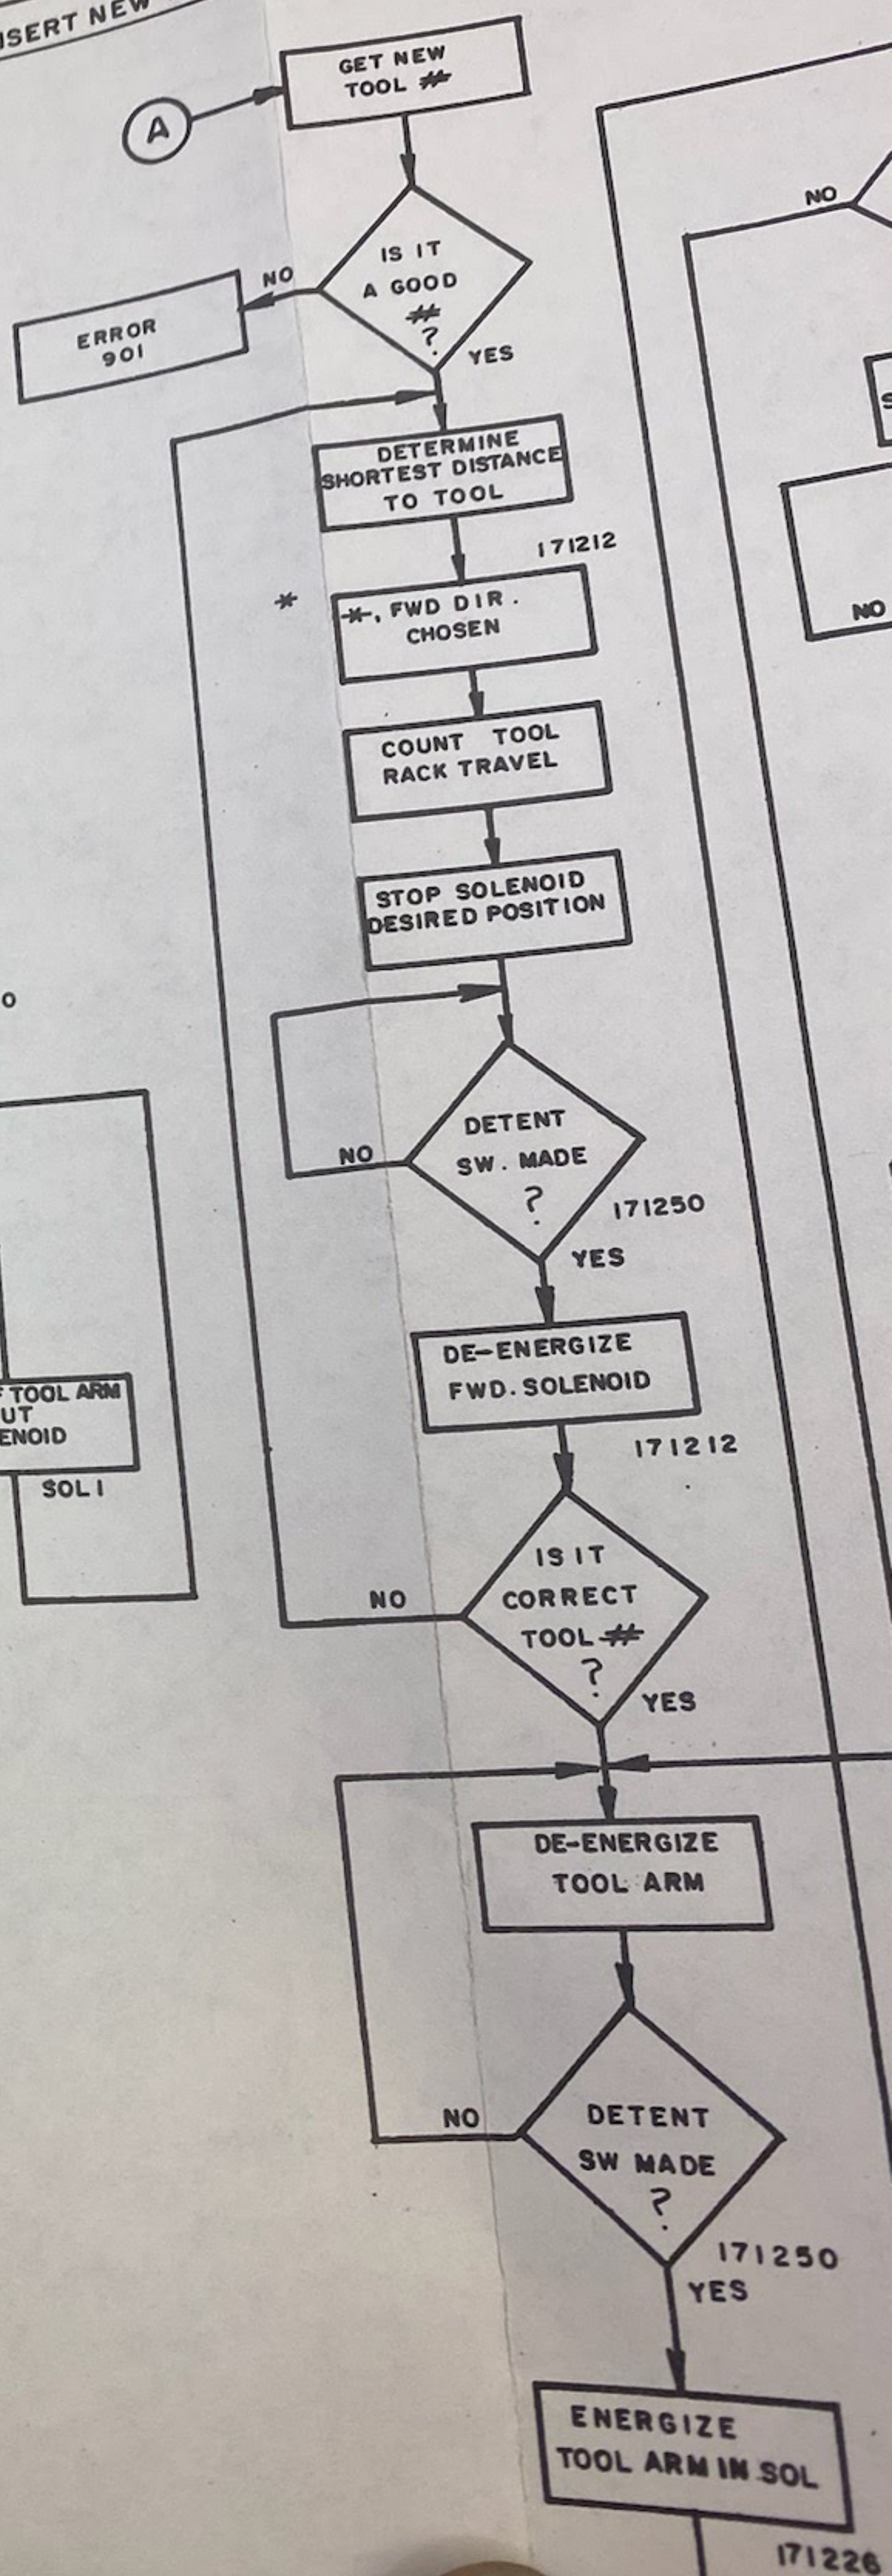 NSERT NEW
GET NEW
TOOL #
A
IS IT
A GOOD
#
?
NO
YES
ERROR
901
DETERMINE
SHORTEST DISTANCE
TO TOOL
171212
*
*, FWD DIR.
CHOSEN
COUNT TOOL
RACK TRAVEL
STOP SOLENOID
DESIRED POSITION
DETENT
SW. MADE
?
NO
171250
YES
DE-ENERGIZE
FWD. SOLENOID
171212
IS IT
CORRECT
TOOL #
?
NO
YES
DE-ENERGIZE
TOOL ARM
DETENT
SW MADE
?
NO
171250
YES
ENERGIZE
TOOL ARM IN SOL
171226
O
TOOL ARM
UT
ENOID
SOL 1
NO
S
NO